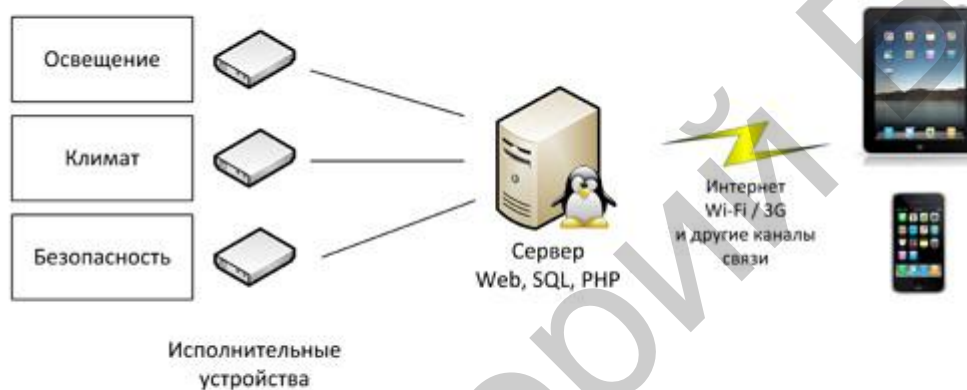 Освещение
Климат
Безопасность
Исполнительные
устройства
Сервер
Web, SQL, PHP
Интернет
Wi-Fi / 3G
и другие каналы
связи